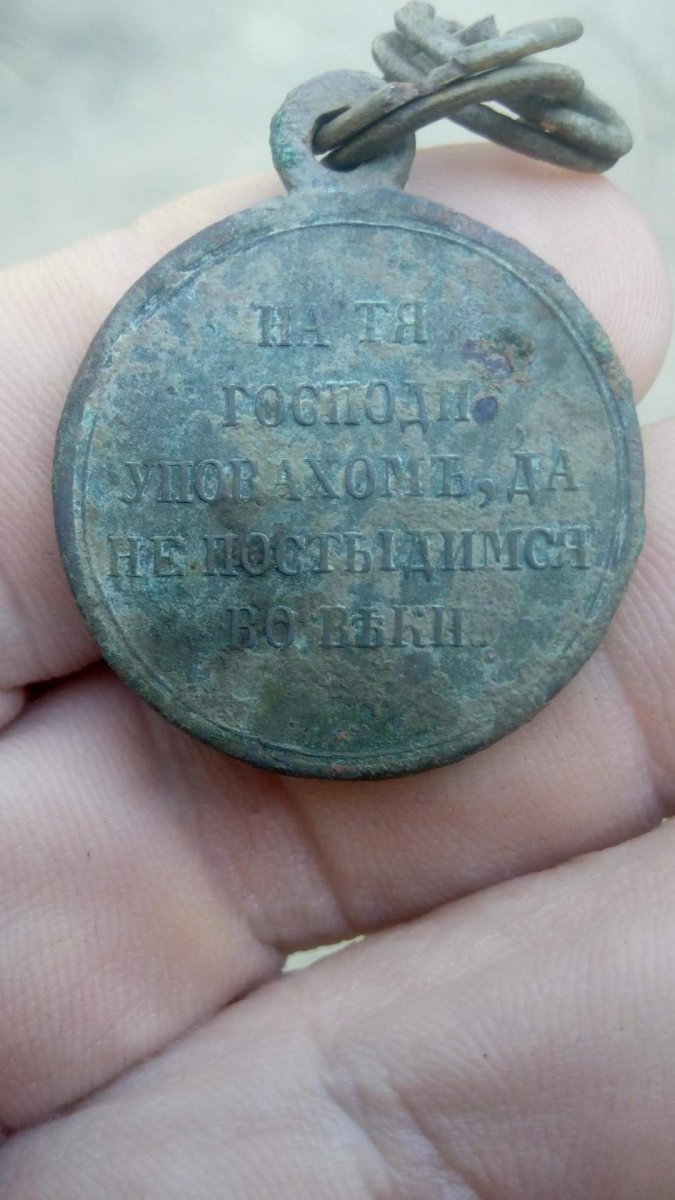 НА ТЯ
ГОСПОДИ
УПОВАХОМЪ, ДА
НЕ ПОСТЫДИМСЯ
ВО ВѢКИ.